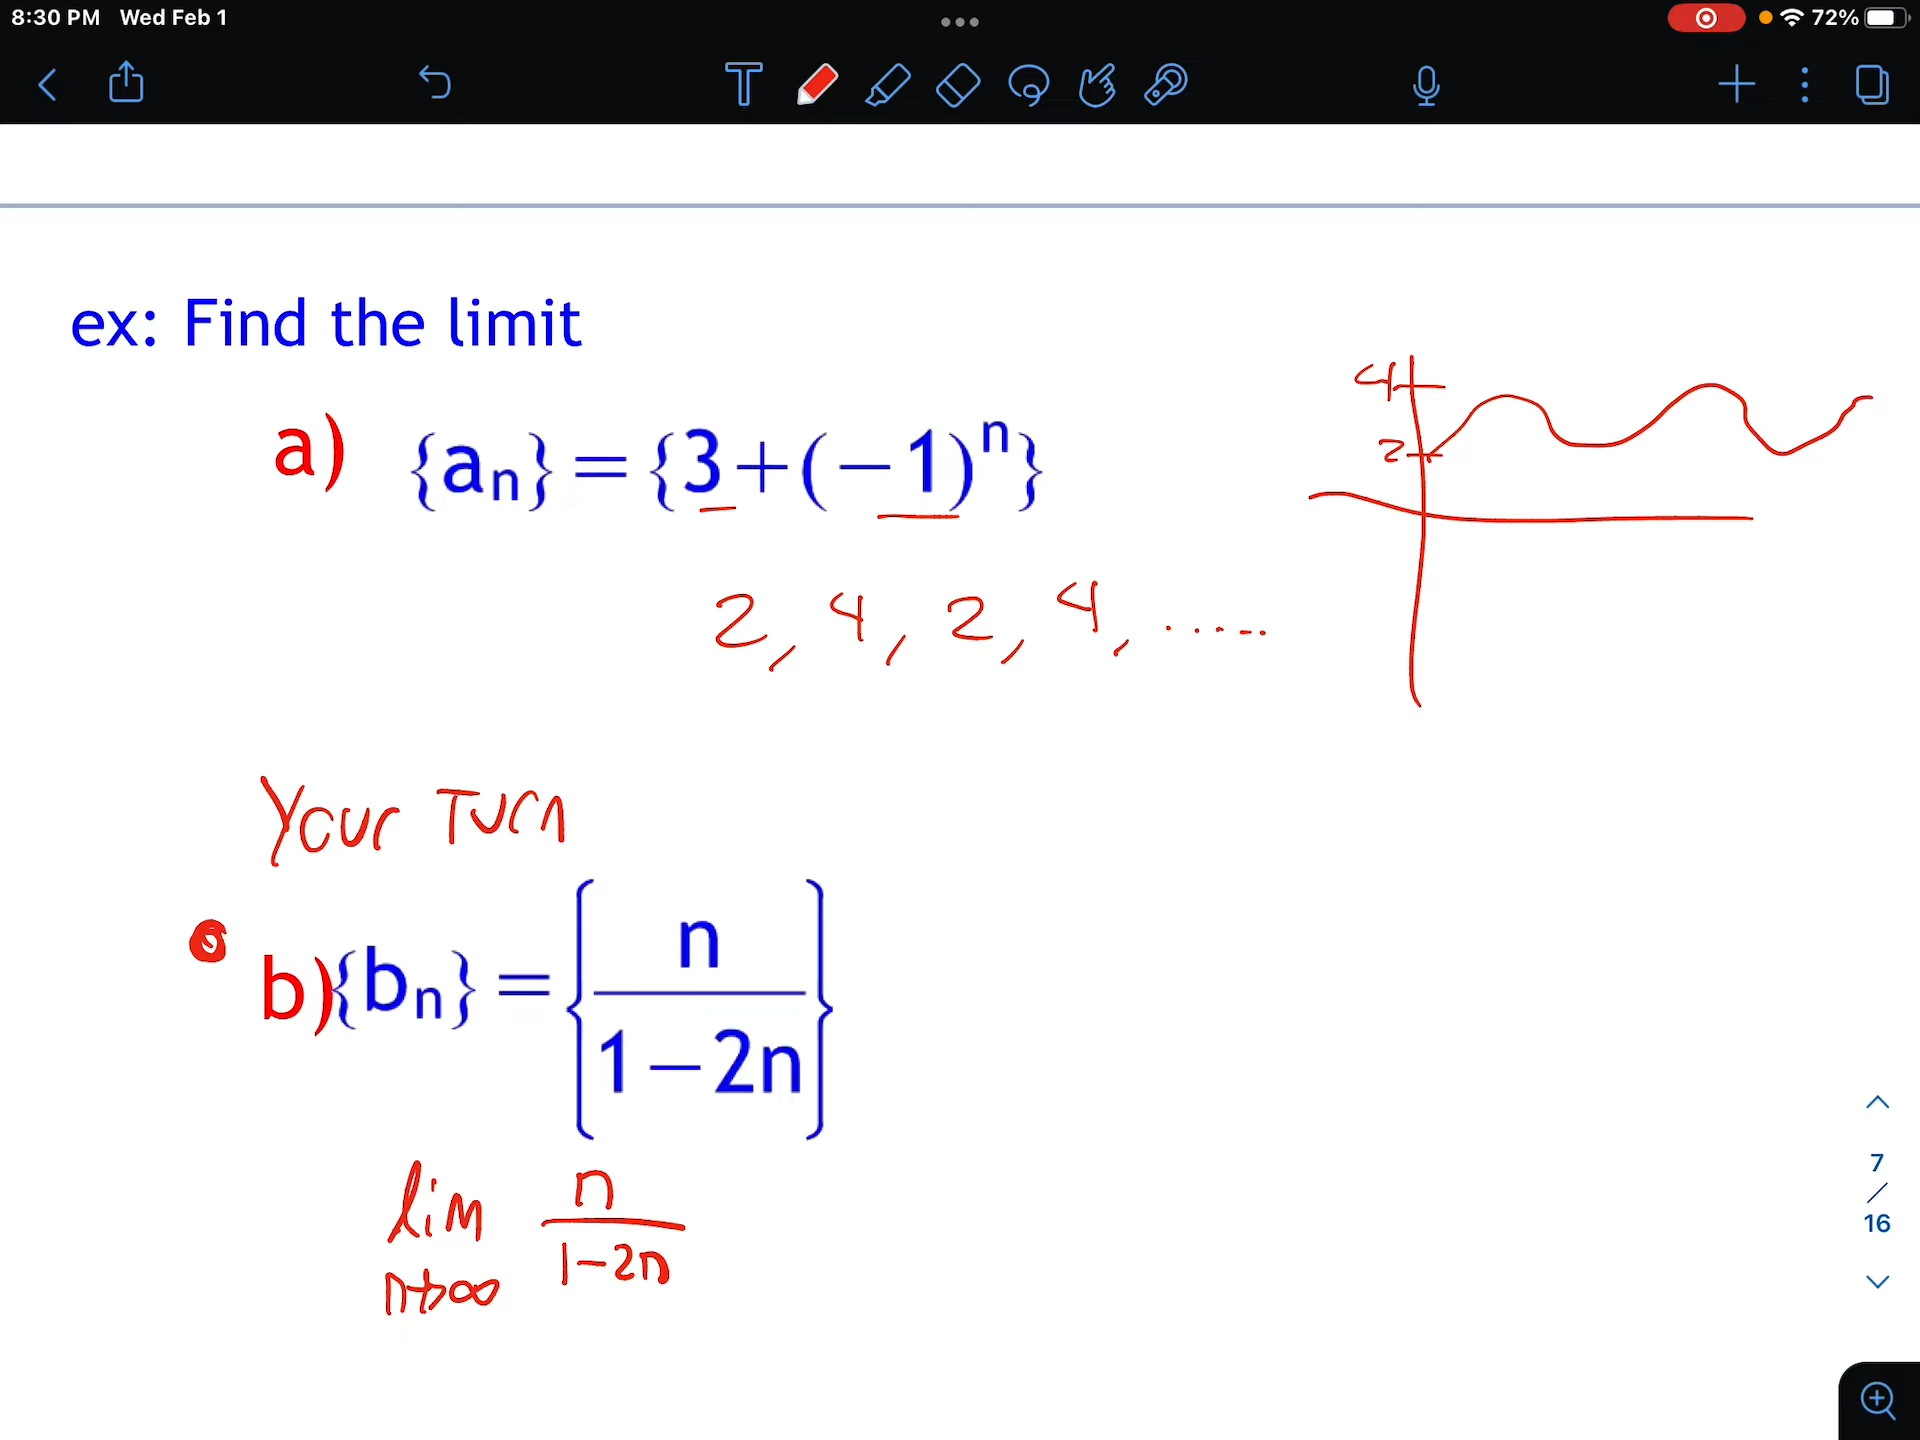 8:30 PM Wed Feb 1
72%
T
ex: Find the limit
a) {aₙ} = {3+(−1)ⁿ}
4
2
2, 4, 2, 4, ......
Your Turn
b) {bₙ} = {n
1−2n}
lim n
n→∞ 1-2n
7
/
16